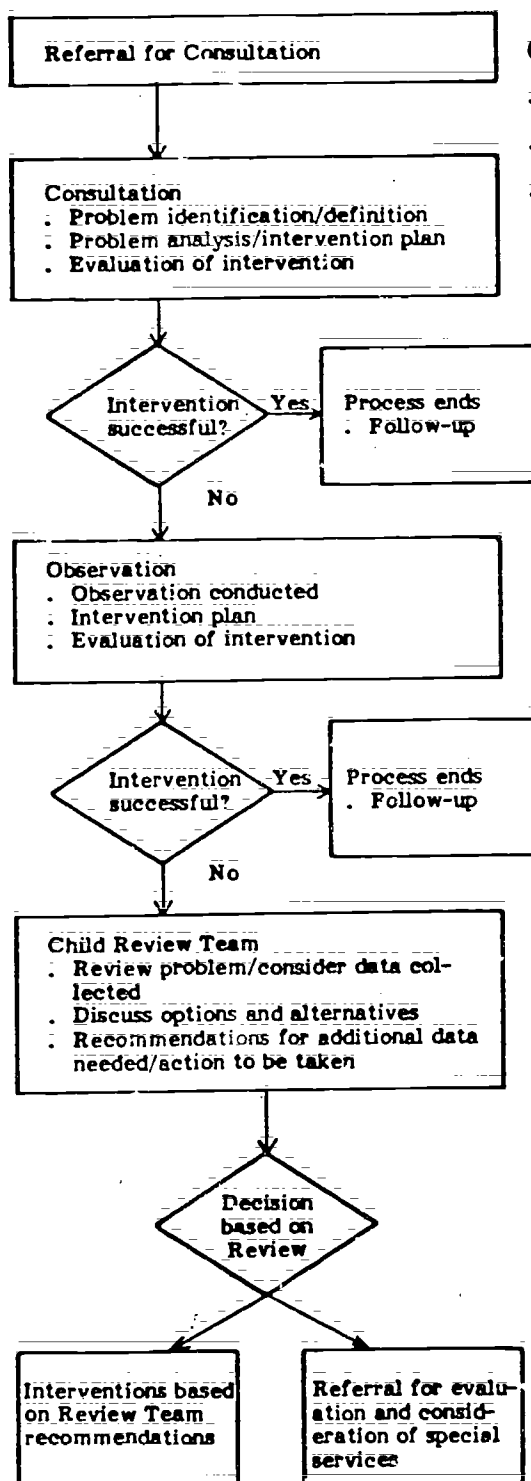 Referral for Consultation
Consultation
. Problem identification/definition
. Problem analysis/intervention plan
. Evaluation of intervention
Intervention
successful?
Yes
Process ends
. Follow-up
No
Observation
. Observation conducted
. Intervention plan
. Evaluation of intervention
Intervention
successful?
Yes
Process ends
. Follow-up
No
Child Review Team
. Review problem/consider data col-
lected
. Discuss options and alternatives
. Recommendations for additional data
needed/action to be taken
Decision
based on
Review
Interventions based
on Review Team
recommendations
Referral for evalu-
ation and consid-
eration of special
services